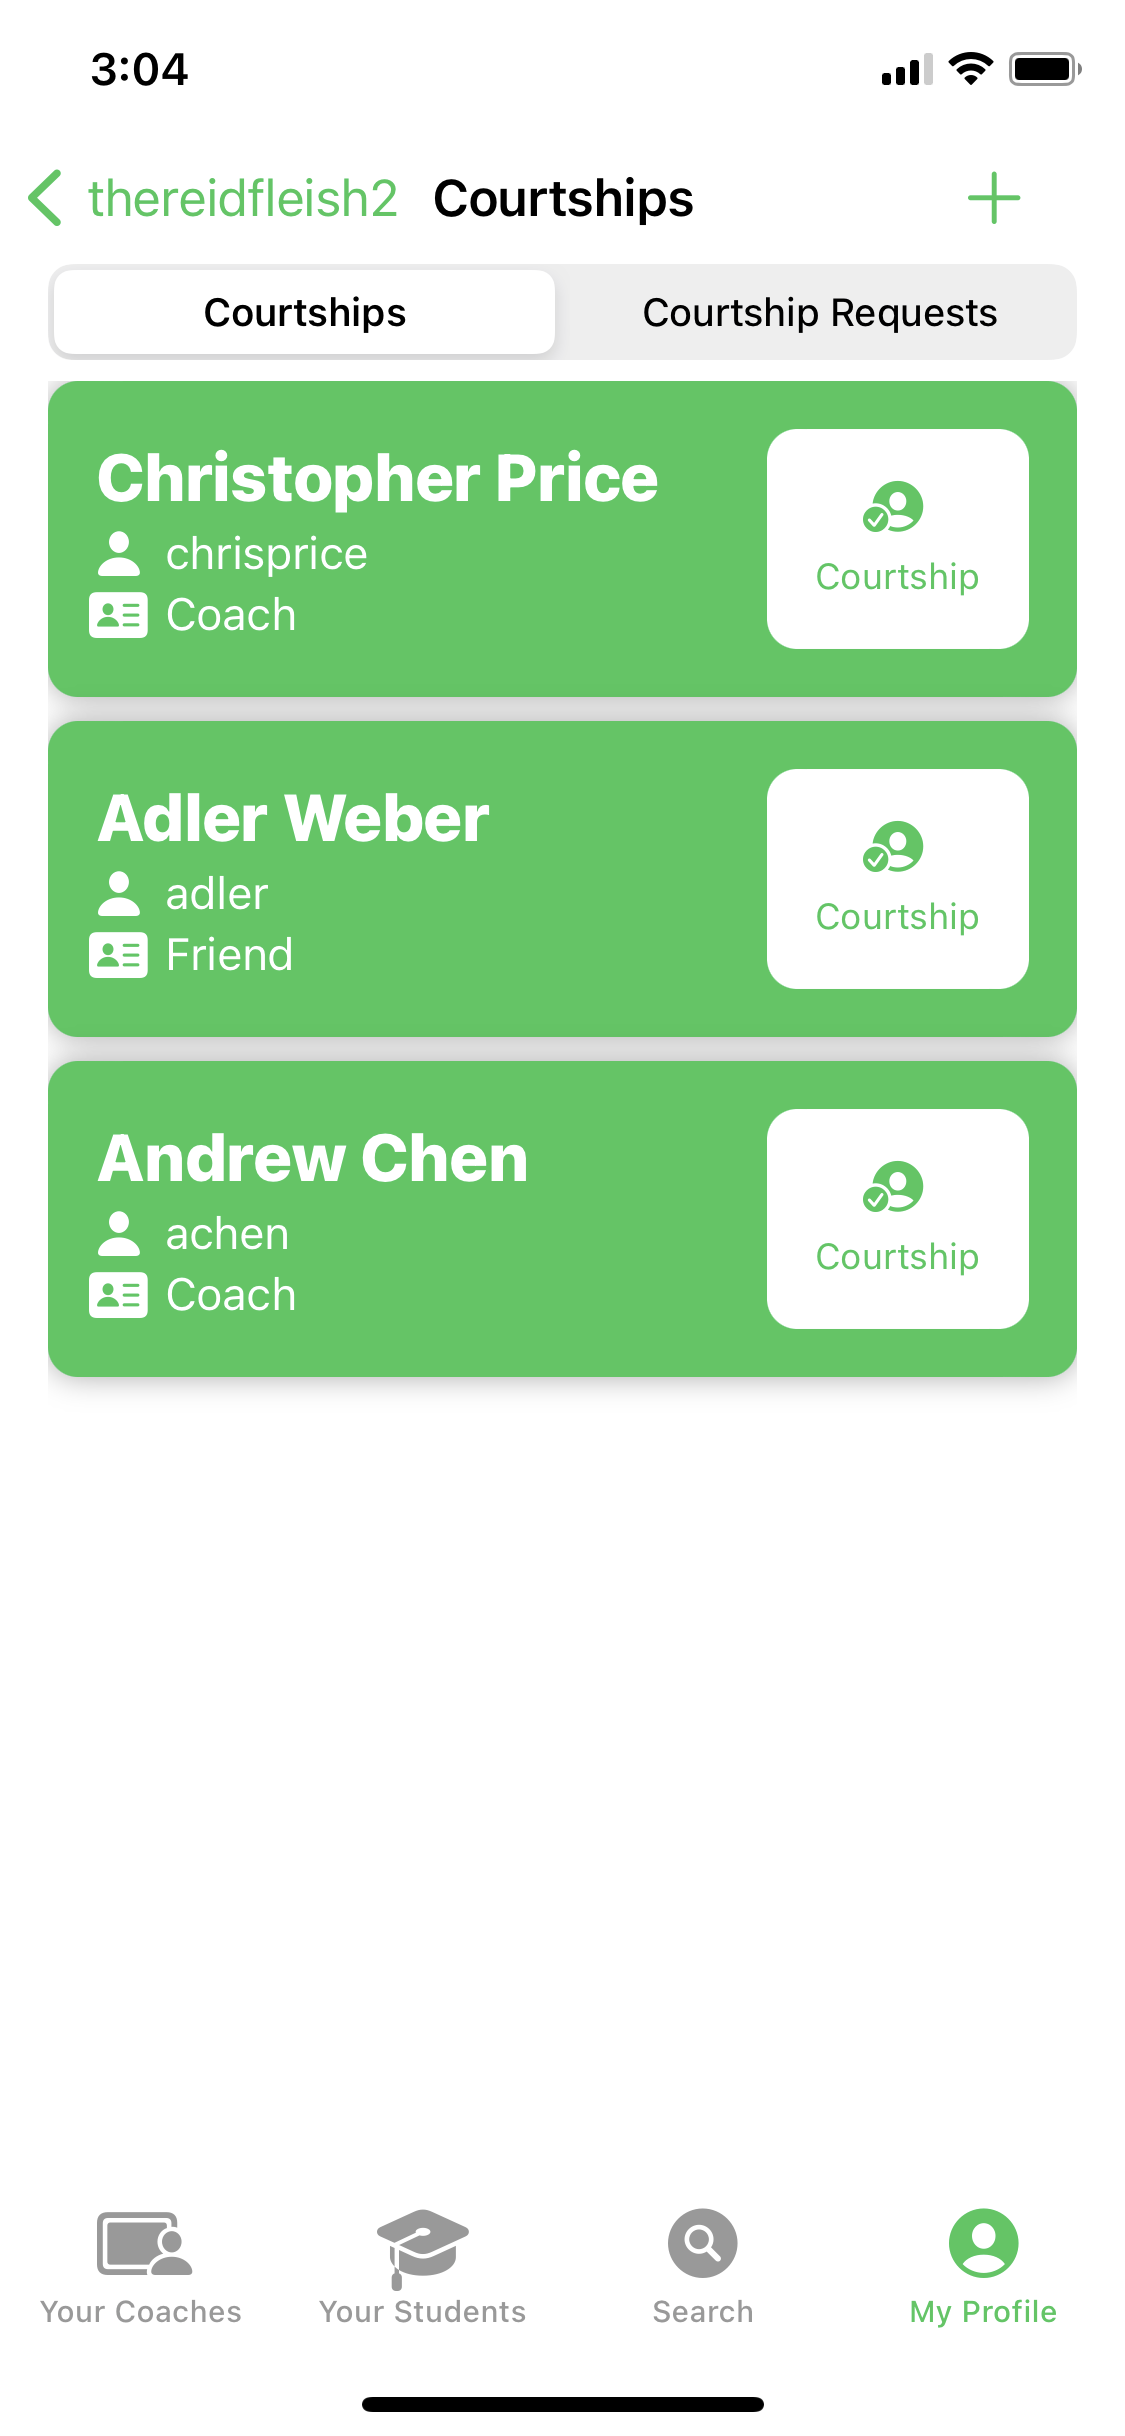 3:04
thereidfleish2 Courtships
Courtships Courtship Requests
Christopher Price
chrisprice
Coach
Courtship
Adler Weber
adler
Friend
Courtship
Andrew Chen
achen
Coach
Courtship
Your Coaches Your Students Search My Profile